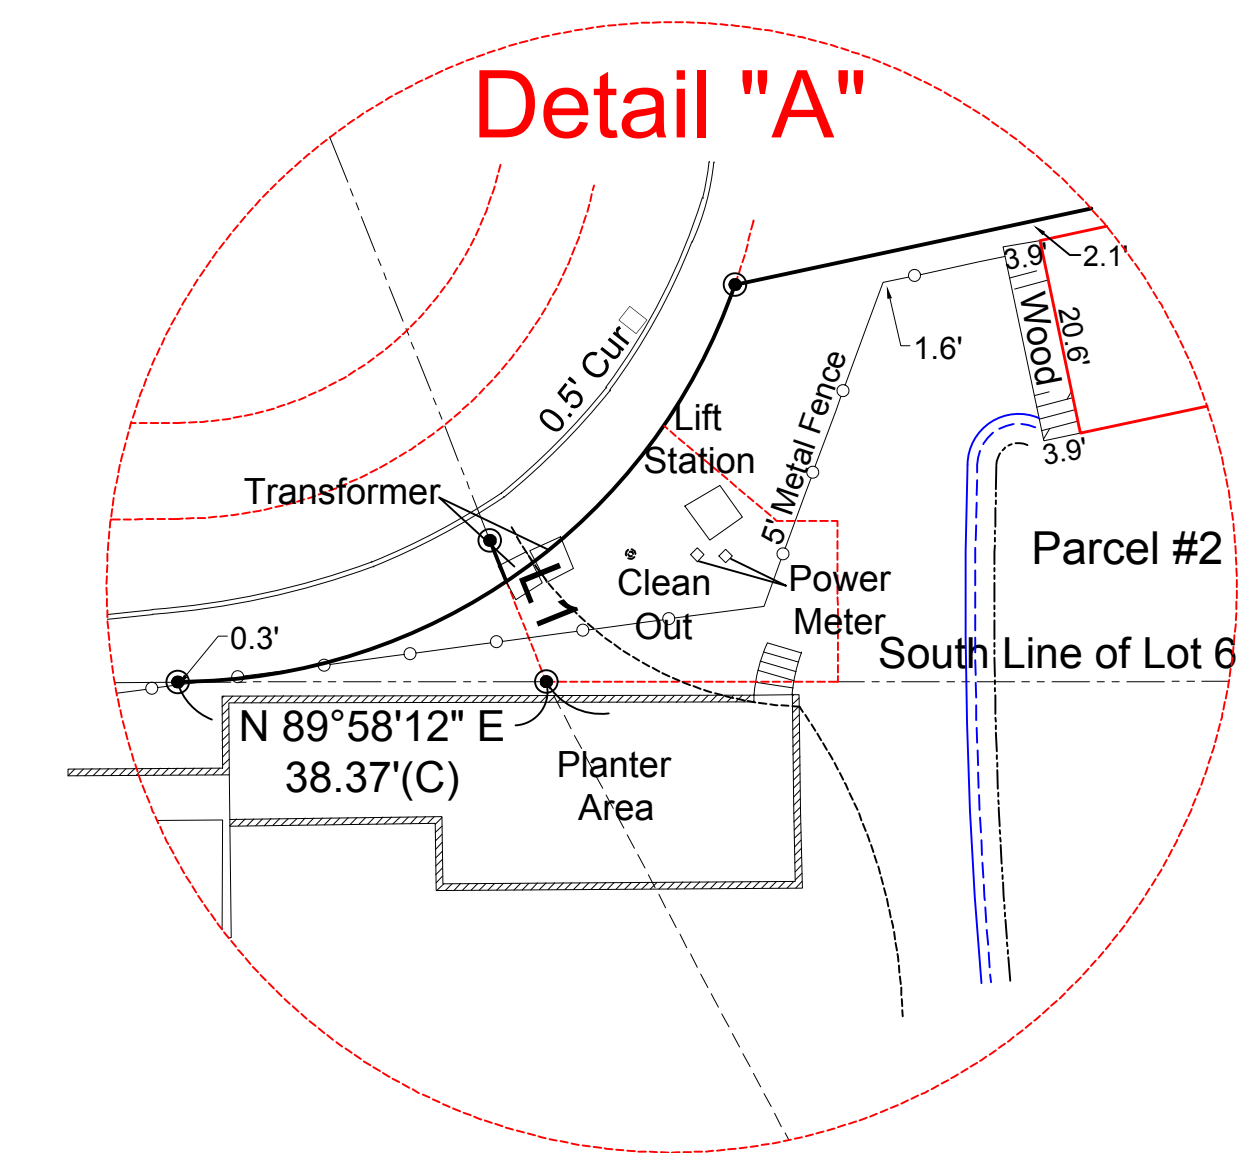 Detail "A"
2.1'
3.9'
Wood
20.6'
3.9'
1.6'
0.5' Cur
5' Metal Fence
Lift
Station
Transformer
L1
Clean
Out
Power
Meter
Parcel #2
South Line of Lot 6
0.3'
N 89°58'12" E
38.37'(C)
Planter
Area